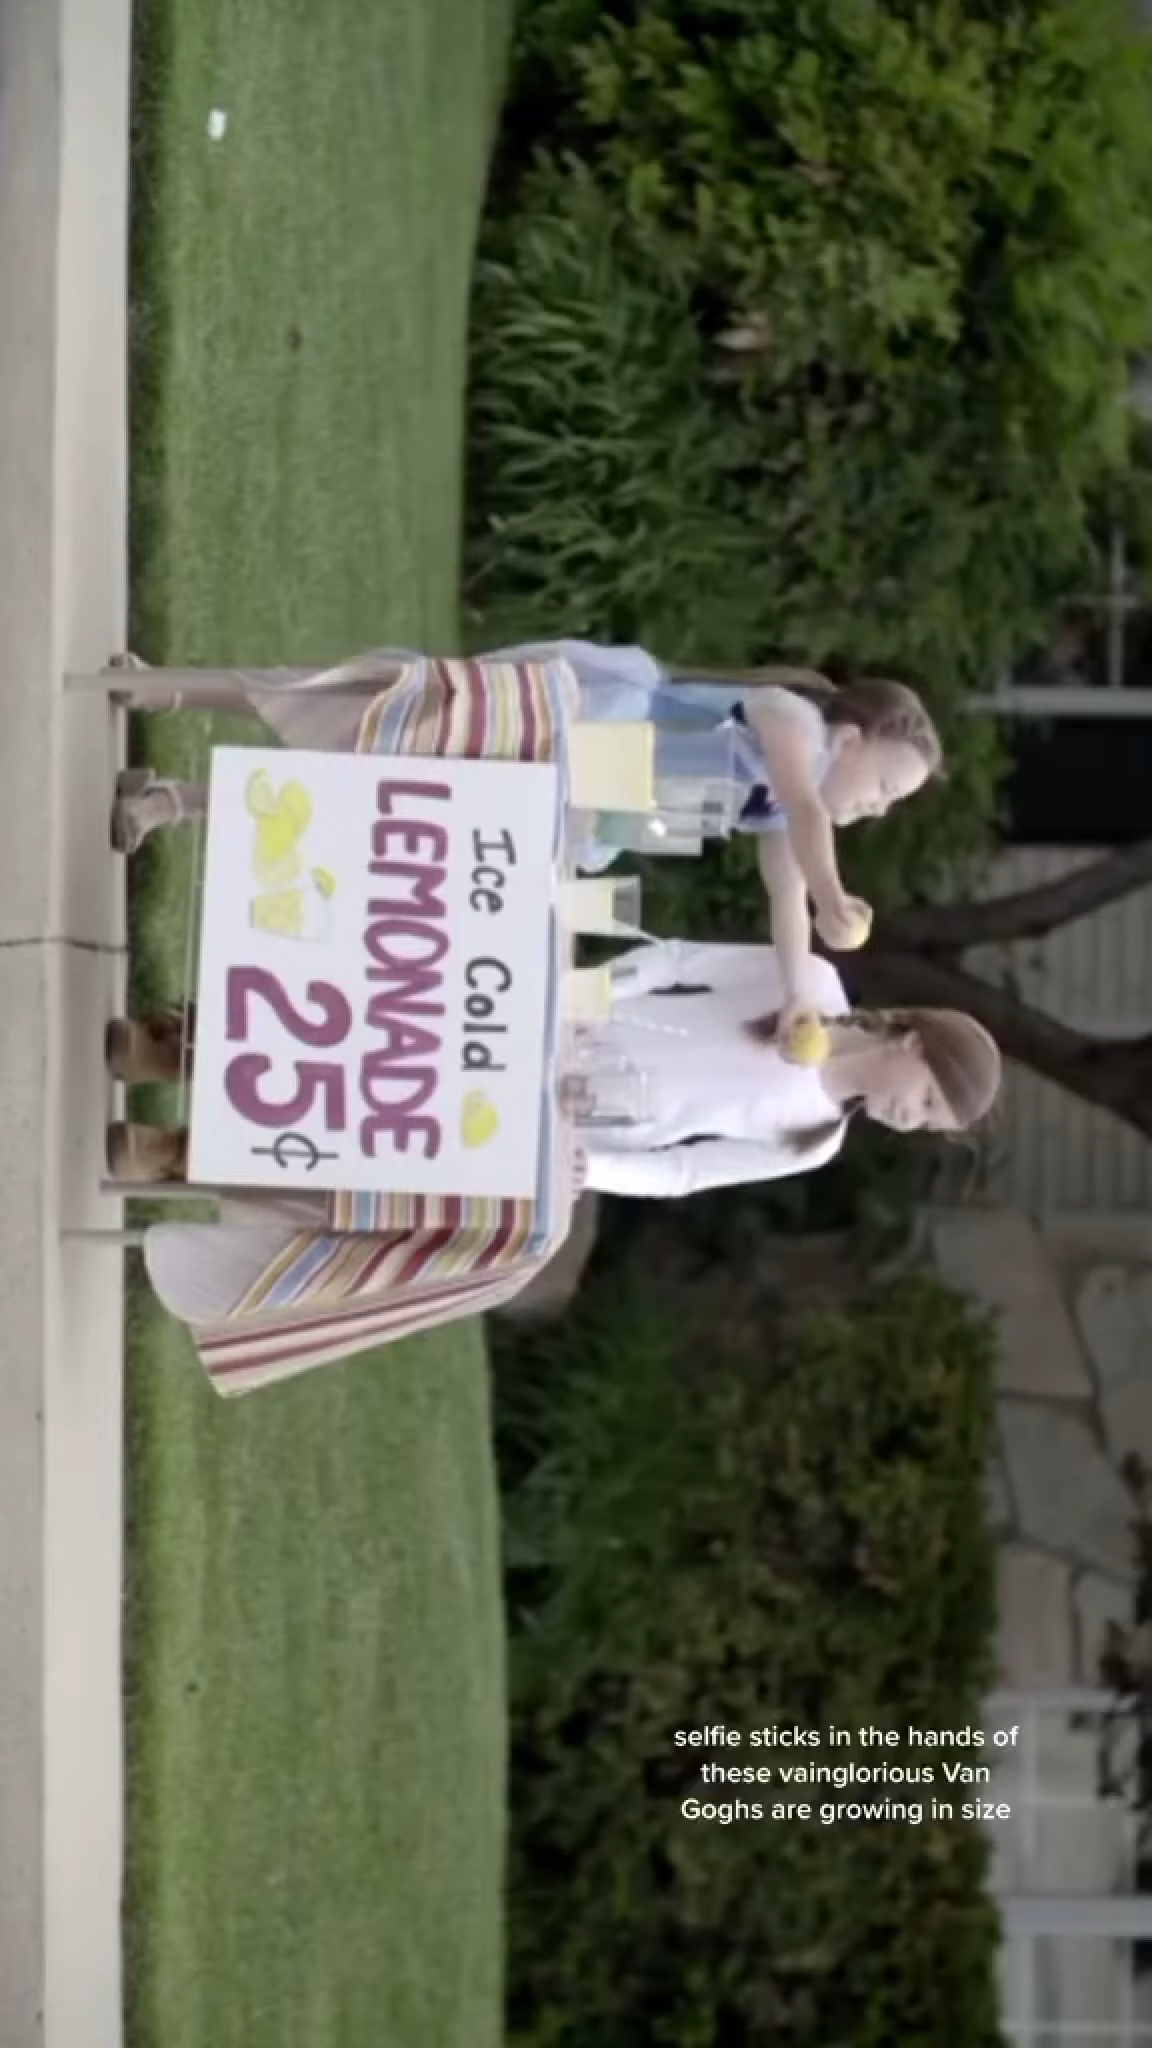 Ice Cold
LEMONADE
25¢
selfie sticks in the hands of
these vainglorious Van
Goghs are growing in size